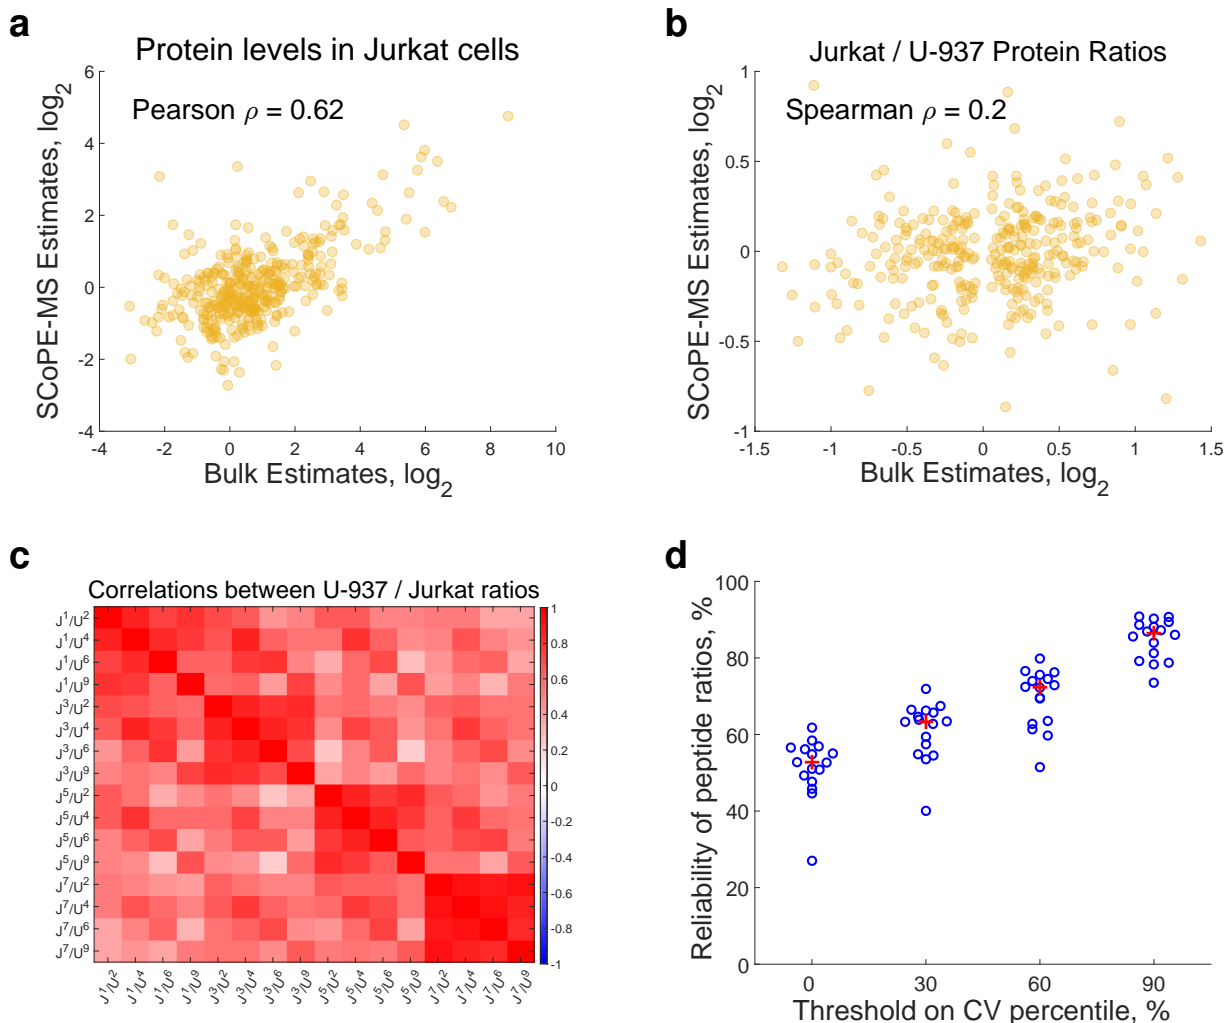 a
Protein levels in Jurkat cells
Pearson ρ = 0.62
SCoPE-MS Estimates, log2
6
4
2
0
-2
-4
-4 -2 0 2 4 6 8 10
Bulk Estimates, log2
b
Jurkat / U-937 Protein Ratios
Spearman ρ = 0.2
SCoPE-MS Estimates, log2
1
0.5
0
-0.5
-1
-1.5 -1 -0.5 0 0.5 1 1.5
Bulk Estimates, log2
c
Correlations between U-937 / Jurkat ratios
J1/U2
J1/U4
J1/U6
J1/U9
J3/U2
J3/U4
J3/U6
J3/U9
J5/U2
J5/U4
J5/U6
J5/U9
J7/U2
J7/U4
J7/U6
J7/U9
J1/U2 J1/U4 J1/U6 J1/U9 J3/U2 J3/U4 J3/U6 J3/U9 J5/U2 J5/U4 J5/U6 J5/U9 J7/U2 J7/U4 J7/U6 J7/U9
1
0.8
0.6
0.4
0.2
0
-0.2
-0.4
-0.6
-0.8
-1
d
Reliability of peptide ratios, %
100
80
60
40
20
0
0 30 60 90
Threshold on CV percentile, %